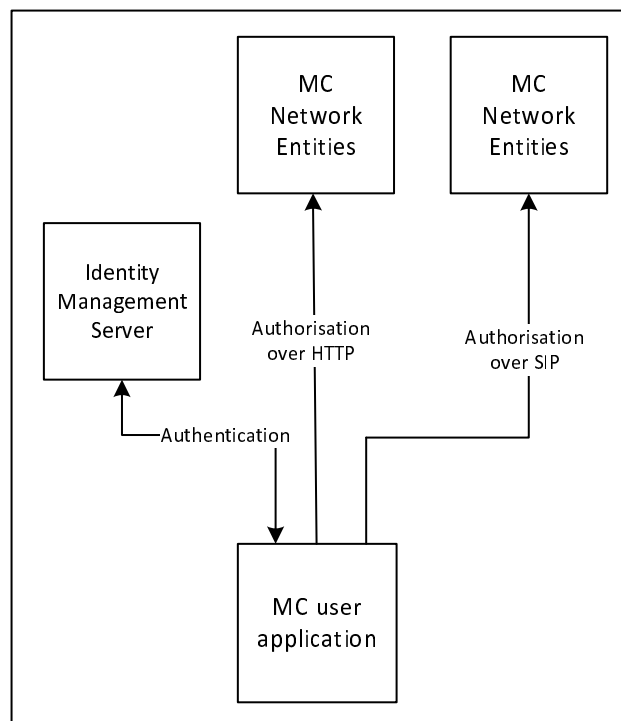 MC
Network
Entities
MC
Network
Entities
Identity
Management
Server
Authorisation
over HTTP
Authorisation
over SIP
Authentication
MC user
application